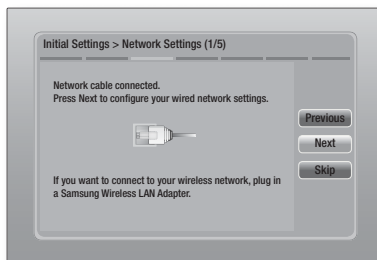 Initial Settings > Network Settings (1/5)
Network cable connected.
Press Next to configure your wired network settings.
Previous
Next
Skip
If you want to connect to your wireless network, plug in
a Samsung Wireless LAN Adapter.